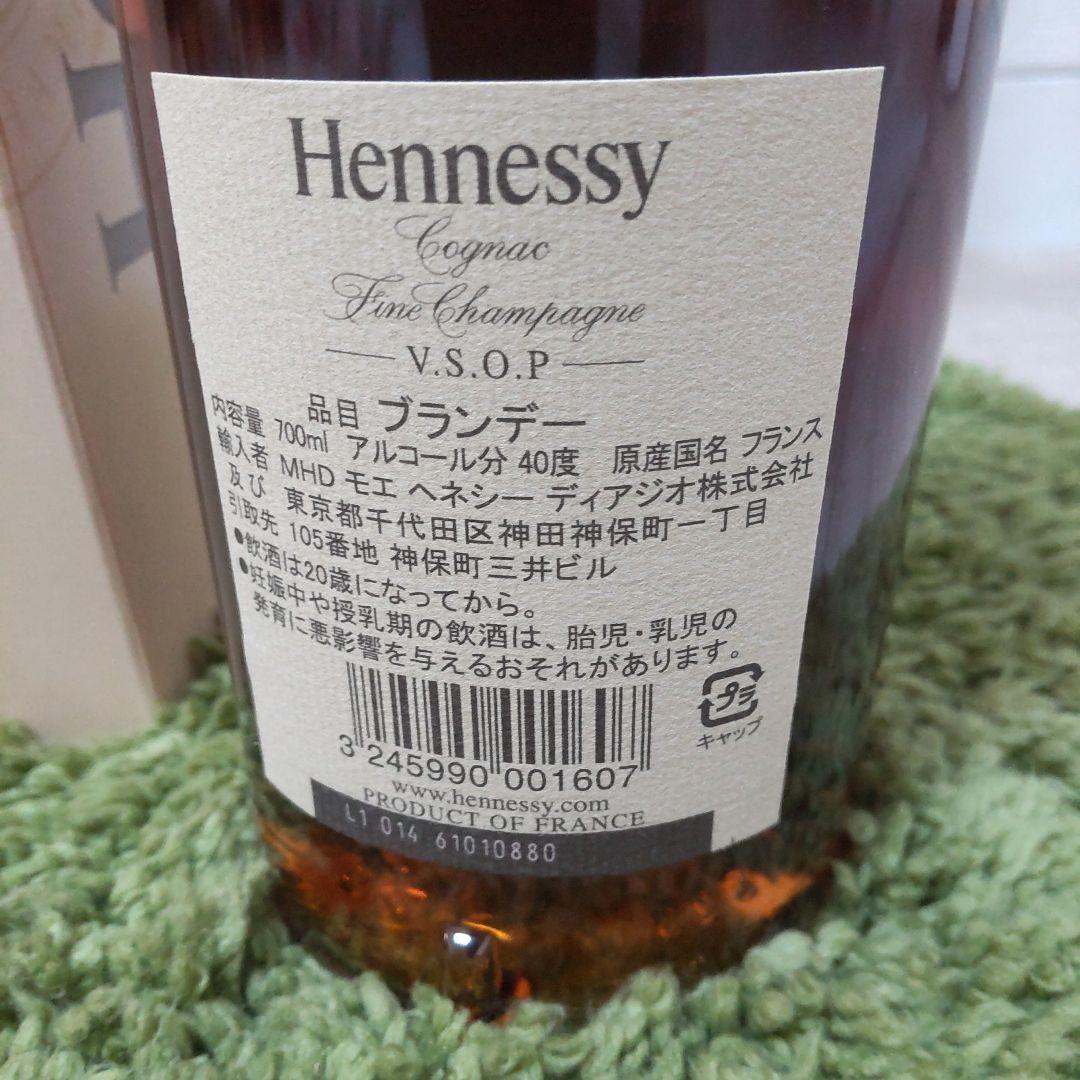 Hennessy
Cognac
Fine Champagne
V.S.O.P
品目 ブランデー
内容量 700ml アルコール分 40度 原産国名 フランス
輸入者 MHD モエ ヘネシー ディアジオ株式会社
及び 東京都千代田区神田神保町一丁目
引取先 105番地 神保町三井ビル
●飲酒は20歳になってから。
●妊娠中や授乳期の飲酒は、胎児・乳児の
発育に悪影響を与えるおそれがあります。
プラ
キャップ
3 245990 001607
www.hennessy.com
PRODUCT OF FRANCE
L1 014 61010880